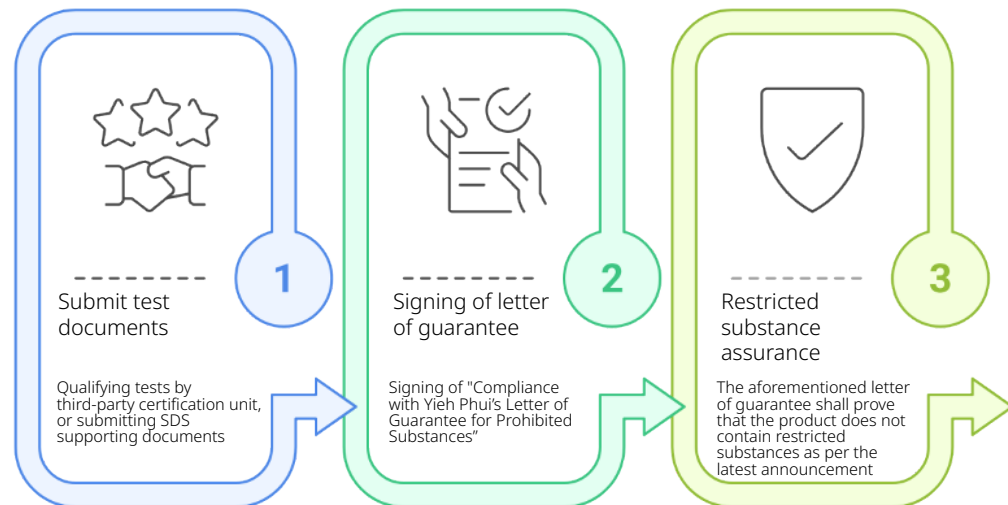 1
Submit test
documents
Qualifying tests by
third-party certification unit,
or submitting SDS
supporting documents
2
Signing of letter
of guarantee
Signing of "Compliance
with Yieh Phui’s Letter of
Guarantee for Prohibited
Substances”
3
Restricted
substance
assurance
The aforementioned letter
of guarantee shall prove
that the product does not
contain restricted
substances as per the
latest announcement